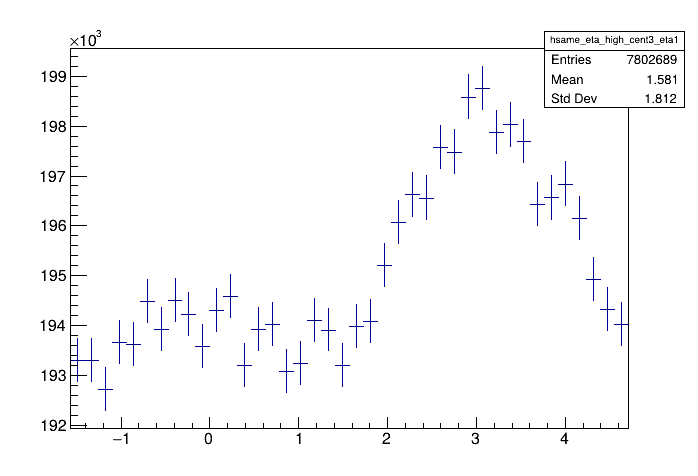 ×10³
hsame_eta_high_cent3_eta1
Entries 7802689
Mean 1.581
Std Dev 1.812
199
198
197
196
195
194
193
192
−1 0 1 2 3 4